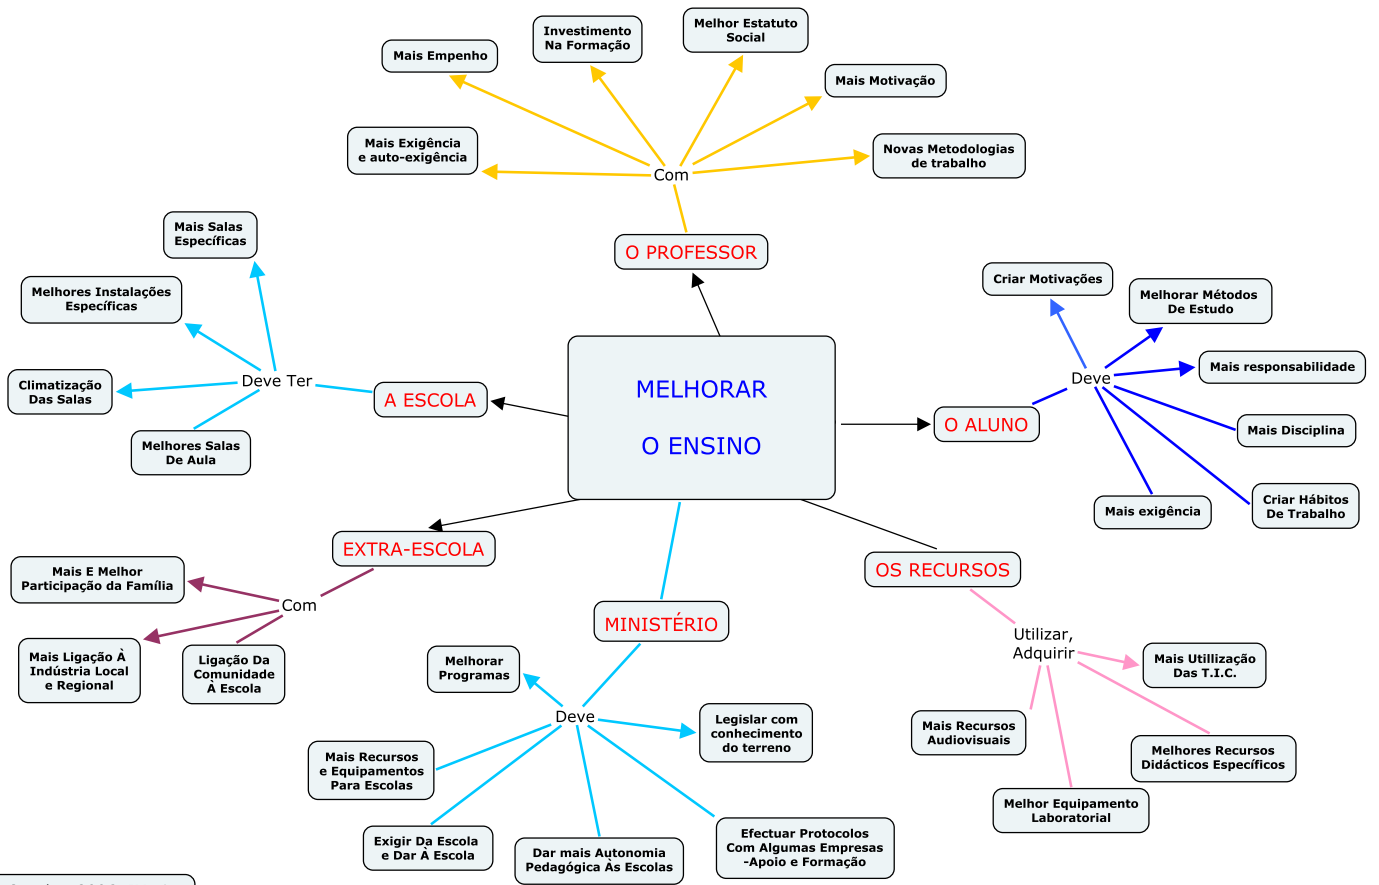 Melhor Estatuto
Social
Investimento
Na Formação
Mais Empenho
Mais Motivação
Mais Exigência
e auto-exigência
Novas Metodologias
de trabalho
Com
O PROFESSOR
Mais Salas
Específicas
Melhores Instalações
Específicas
Climatização
Das Salas
Melhores Salas
De Aula
Deve Ter
A ESCOLA
MELHORAR
O ENSINO
Criar Motivações
Melhorar Métodos
De Estudo
Mais responsabilidade
Deve
O ALUNO
Mais Disciplina
Criar Hábitos
De Trabalho
Mais exigência
EXTRA-ESCOLA
Com
Mais E Melhor
Participação da Família
Mais Ligação À
Indústria Local
e Regional
Ligação Da
Comunidade
À Escola
MINISTÉRIO
Deve
Melhorar
Programas
Legislar com
conhecimento
do terreno
Mais Recursos
e Equipamentos
Para Escolas
Exigir Da Escola
e Dar À Escola
Dar mais Autonomia
Pedagógica Às Escolas
Efectuar Protocolos
Com Algumas Empresas
-Apoio e Formação
OS RECURSOS
Utilizar,
Adquirir
Mais Utillização
Das T.I.C.
Mais Recursos
Audiovisuais
Melhores Recursos
Didácticos Específicos
Melhor Equipamento
Laboratorial